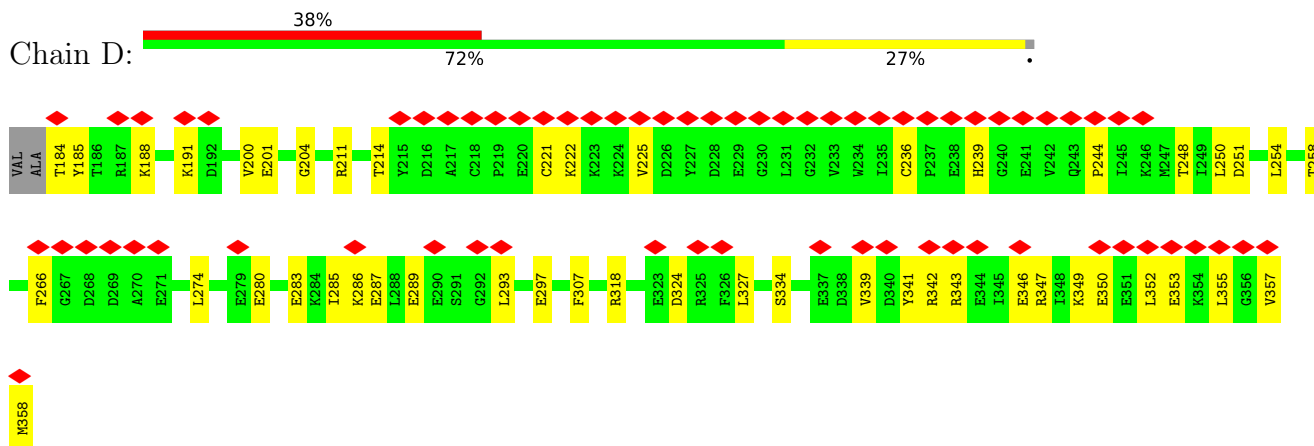 38%
Chain D:
72% 27% •
VAL ALA T184 Y185 T186 R187 K188 K191 D192 V200 E201 G204 R211 T214 Y215 D216 A217 C218 P219 E220 C221 K222 K223 K224 V225 D226 Y227 D228 E229 G230 L231 G232 V233 W234 I235 C236 P237 E238 H239 G240 E241 V242 Q243 P244 I245 K246 M247 T248 I249 L250 D251 L254 T258
F266 G267 D268 D269 A270 E271 L274 E279 E280 E283 K284 I285 K286 E287 L288 E289 E290 S291 G292 L293 E297 F307 R318 E323 D324 R325 F326 L327 S334 E337 D338 V339 D340 Y341 R342 R343 E344 I345 E346 R347 I348 K349 E350 E351 L352 E353 K354 L355 G356 V357
M358